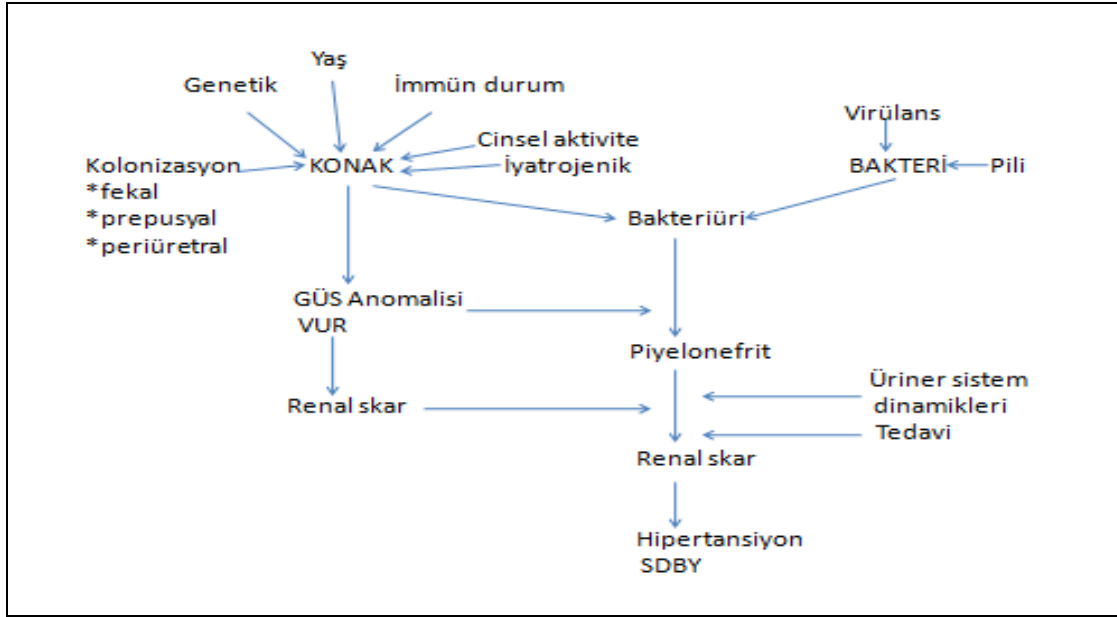 Yaş
Genetik
İmmün durum
Virülans
Cinsel aktivite
Kolonizasyon
KONAK
İyatrojenik
BAKTERİ
Pili
*fekal
*prepusyal
*periüretral
Bakteriüri
GÜS Anomalisi
VUR
Piyelonefrit
Üriner sistem
dinamikleri
Tedavi
Renal skar
Renal skar
Hipertansiyon
SDBY